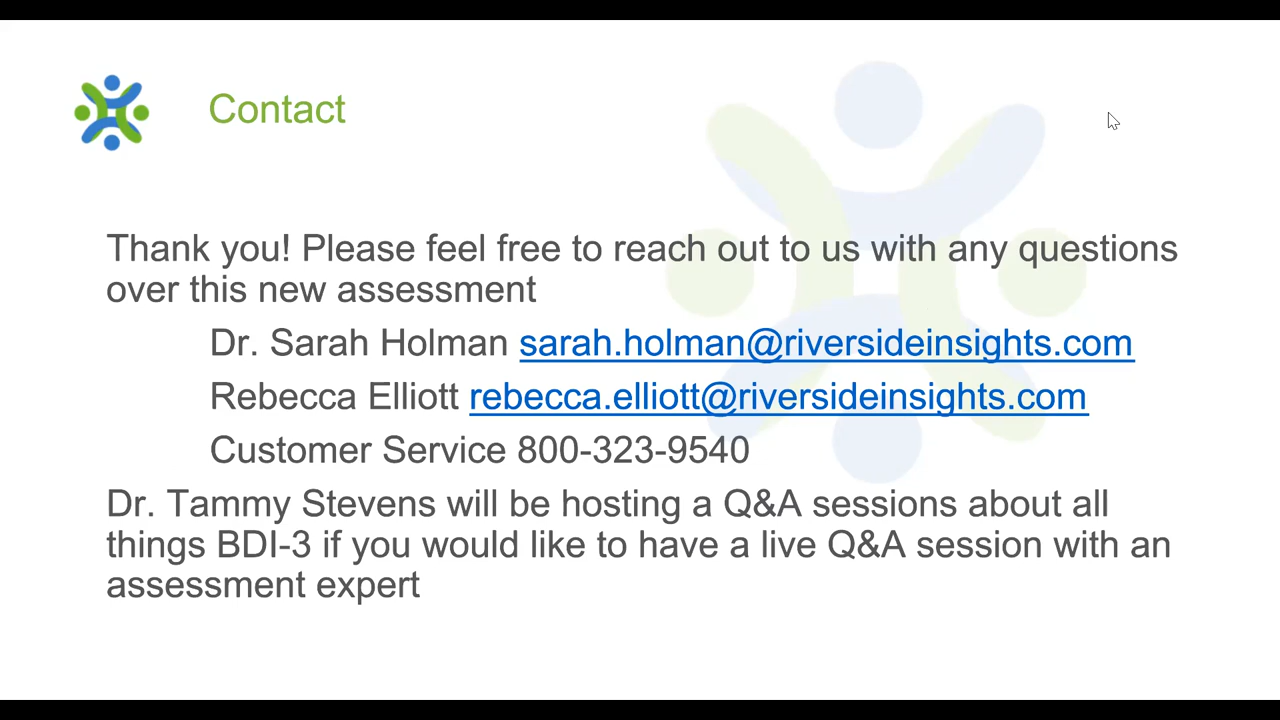 Contact
Thank you! Please feel free to reach out to us with any questions
over this new assessment
Dr. Sarah Holman sarah.holman@riversideinsights.com
Rebecca Elliott rebecca.elliott@riversideinsights.com
Customer Service 800-323-9540
Dr. Tammy Stevens will be hosting a Q&A sessions about all
things BDI-3 if you would like to have a live Q&A session with an
assessment expert